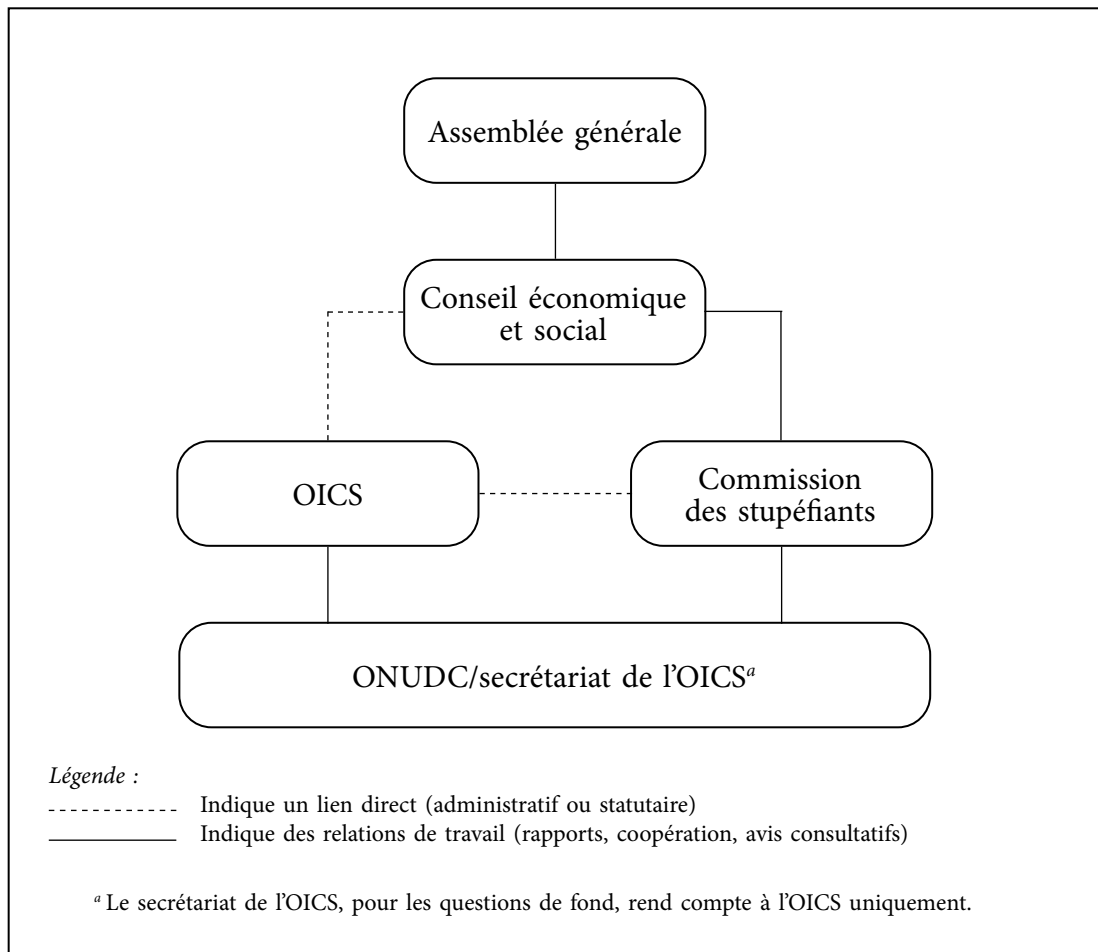 Assemblée générale
Conseil économique
et social
OICS
Commission
des stupéfiants
ONUDC/secrétariat de l'OICSᵃ
Légende :
Indique un lien direct (administratif ou statutaire)
Indique des relations de travail (rapports, coopération, avis consultatifs)
ᵃ Le secrétariat de l'OICS, pour les questions de fond, rend compte à l'OICS uniquement.